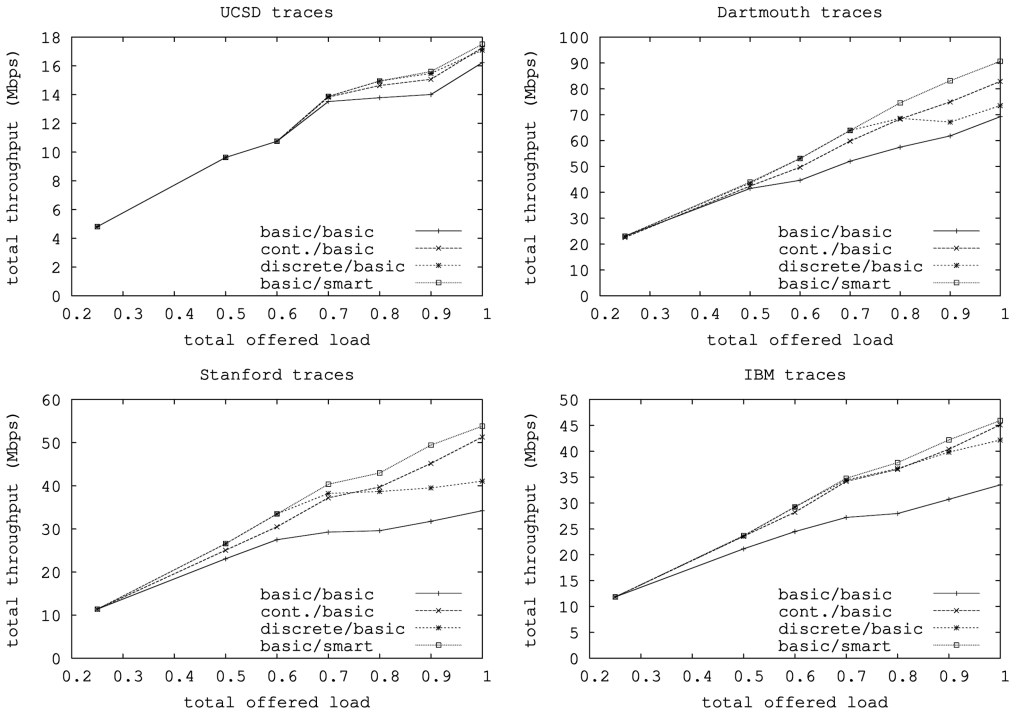 UCSD traces
total throughput (Mbps)
18
16
14
12
10
8
6
4
2
0
basic/basic
cont./basic
discrete/basic
basic/smart
0.2 0.3 0.4 0.5 0.6 0.7 0.8 0.9 1
total offered load
Dartmouth traces
total throughput (Mbps)
100
90
80
70
60
50
40
30
20
10
0
basic/basic
cont./basic
discrete/basic
basic/smart
0.2 0.3 0.4 0.5 0.6 0.7 0.8 0.9 1
total offered load
Stanford traces
total throughput (Mbps)
60
50
40
30
20
10
0
basic/basic
cont./basic
discrete/basic
basic/smart
0.2 0.3 0.4 0.5 0.6 0.7 0.8 0.9 1
total offered load
IBM traces
total throughput (Mbps)
50
45
40
35
30
25
20
15
10
5
0
basic/basic
cont./basic
discrete/basic
basic/smart
0.2 0.3 0.4 0.5 0.6 0.7 0.8 0.9 1
total offered load